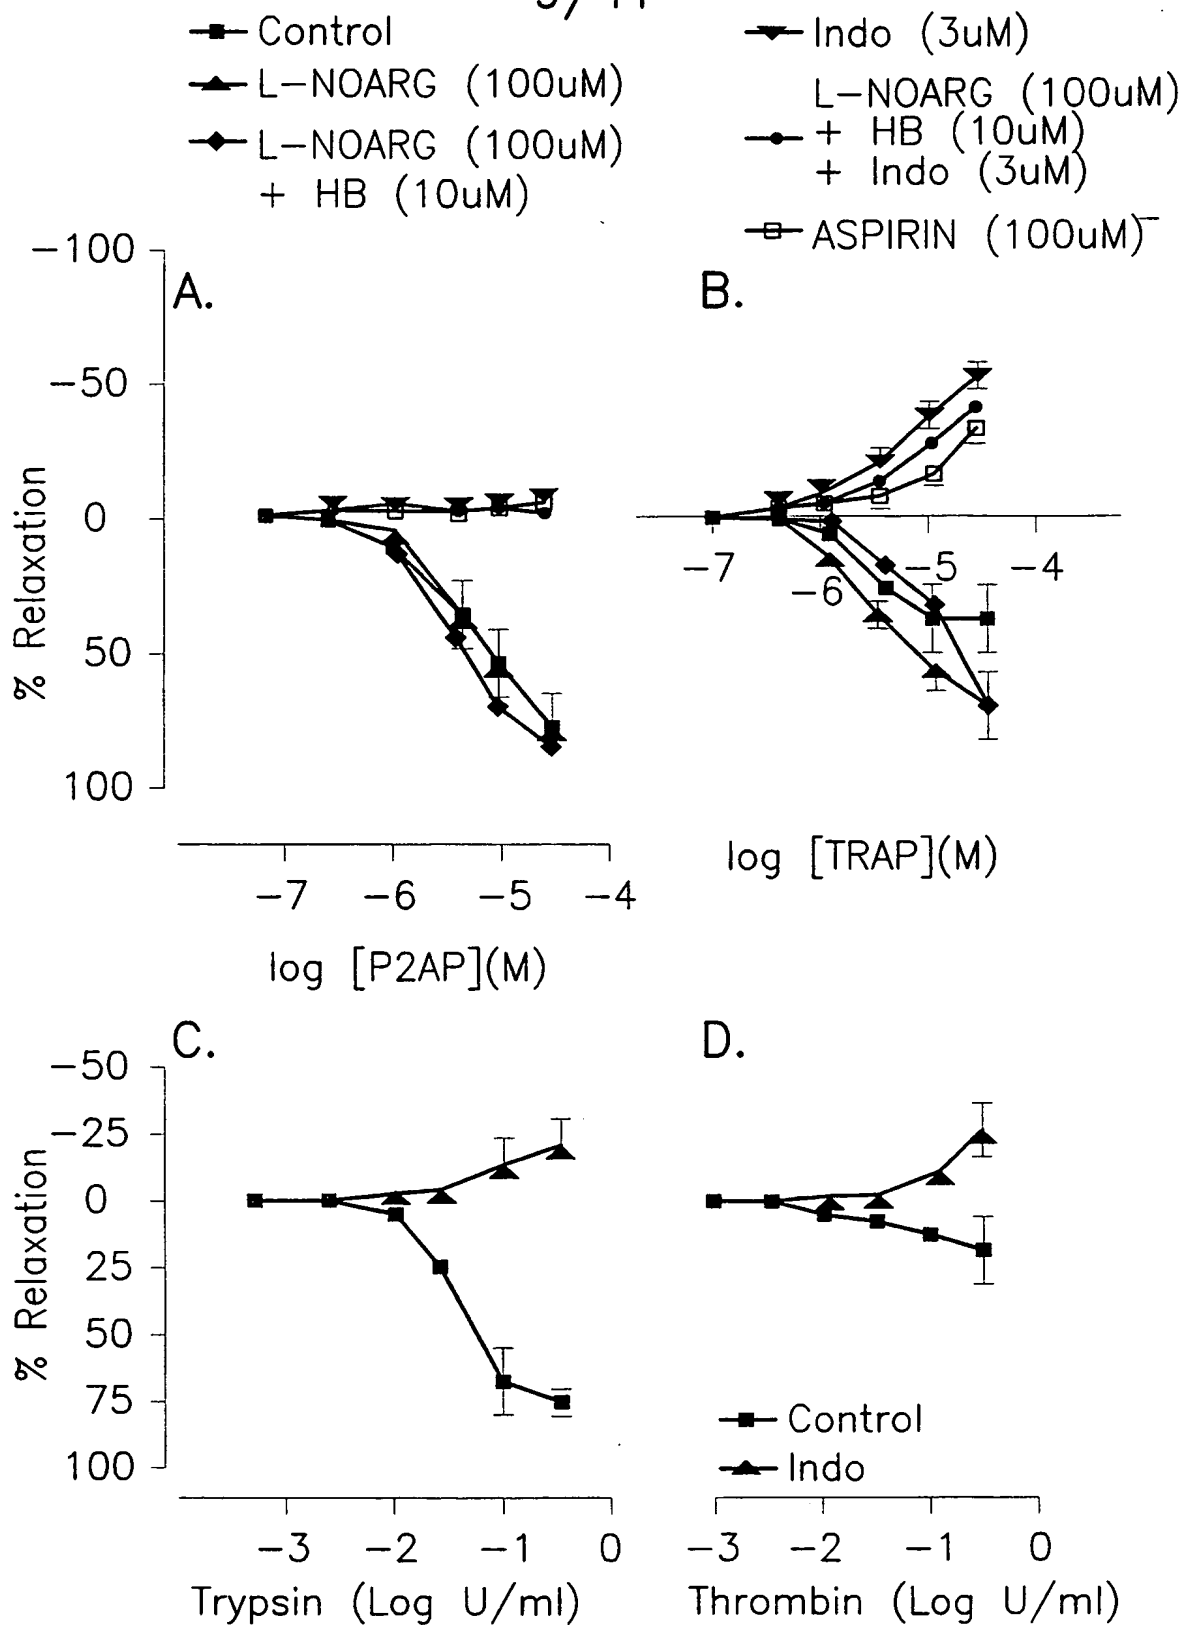 Control
L-NOARG (100uM)
L-NOARG (100uM)
+ HB (10uM)
Indo (3uM)
L-NOARG (100uM)
+ HB (10uM)
+ Indo (3uM)
ASPIRIN (100uM)
A.
B.
-100
-50
0
50
100
% Relaxation
-7 -6 -5 -4
log [P2AP](M)
-7 -6 -5 -4
log [TRAP](M)
C.
D.
-50
-25
0
25
50
75
100
% Relaxation
Control
Indo
-3 -2 -1 0
Trypsin (Log U/ml)
-3 -2 -1 0
Thrombin (Log U/ml)